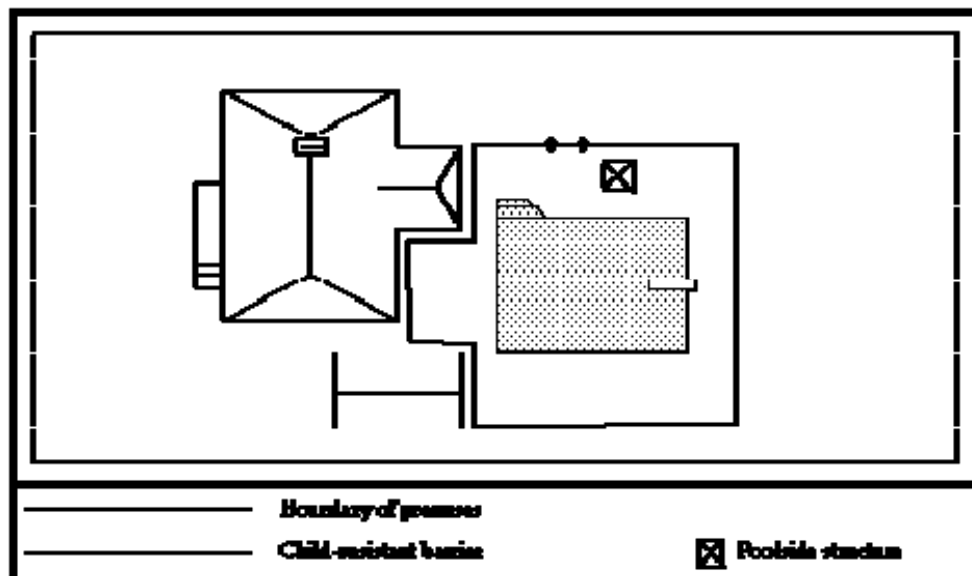 Boundary of premises
Child-resistant barrier
Poolside structure